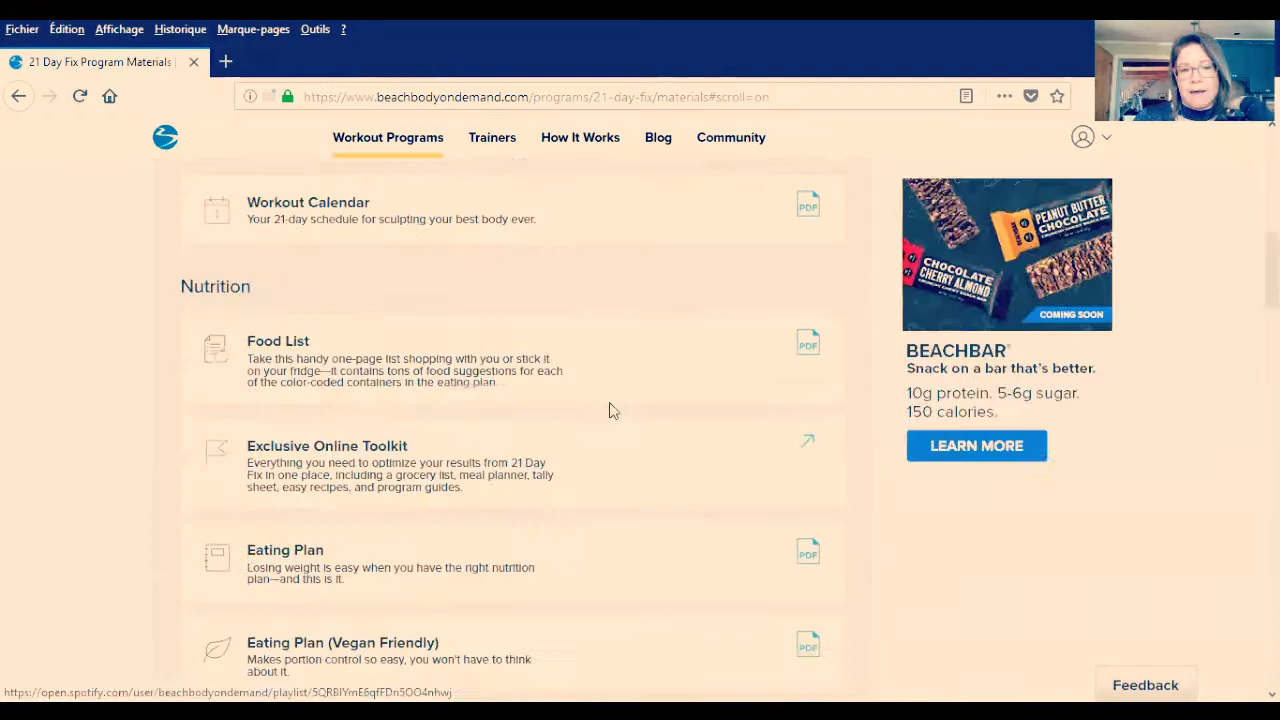 Fichier Édition Affichage Historique Marque-pages Outils ?
21 Day Fix Program Materials
https://www.beachbodyondemand.com/programs/21-day-fix/materials#scroll=on
Workout Programs Trainers How It Works Blog Community
Workout Calendar
Your 21-day schedule for sculpting your best body ever.
PDF
Nutrition
Food List
Take this handy one-page list shopping with you or stick it
on your fridge—it contains tons of food suggestions for each
of the color-coded containers in the eating plan.
PDF
Exclusive Online Toolkit
Everything you need to optimize your results from 21 Day
Fix in one place, including a grocery list, meal planner, tally
sheet, easy recipes, and program guides.
Eating Plan
Losing weight is easy when you have the right nutrition
plan—and this is it.
PDF
Eating Plan (Vegan Friendly)
Makes portion control so easy, you won't have to think
about it.
PDF
PEANUT BUTTER
CHOCOLATE
CHOCOLATE
CHERRY ALMOND
COMING SOON
BEACHBAR®
Snack on a bar that's better.
10g protein. 5-6g sugar.
150 calories.
LEARN MORE
Feedback